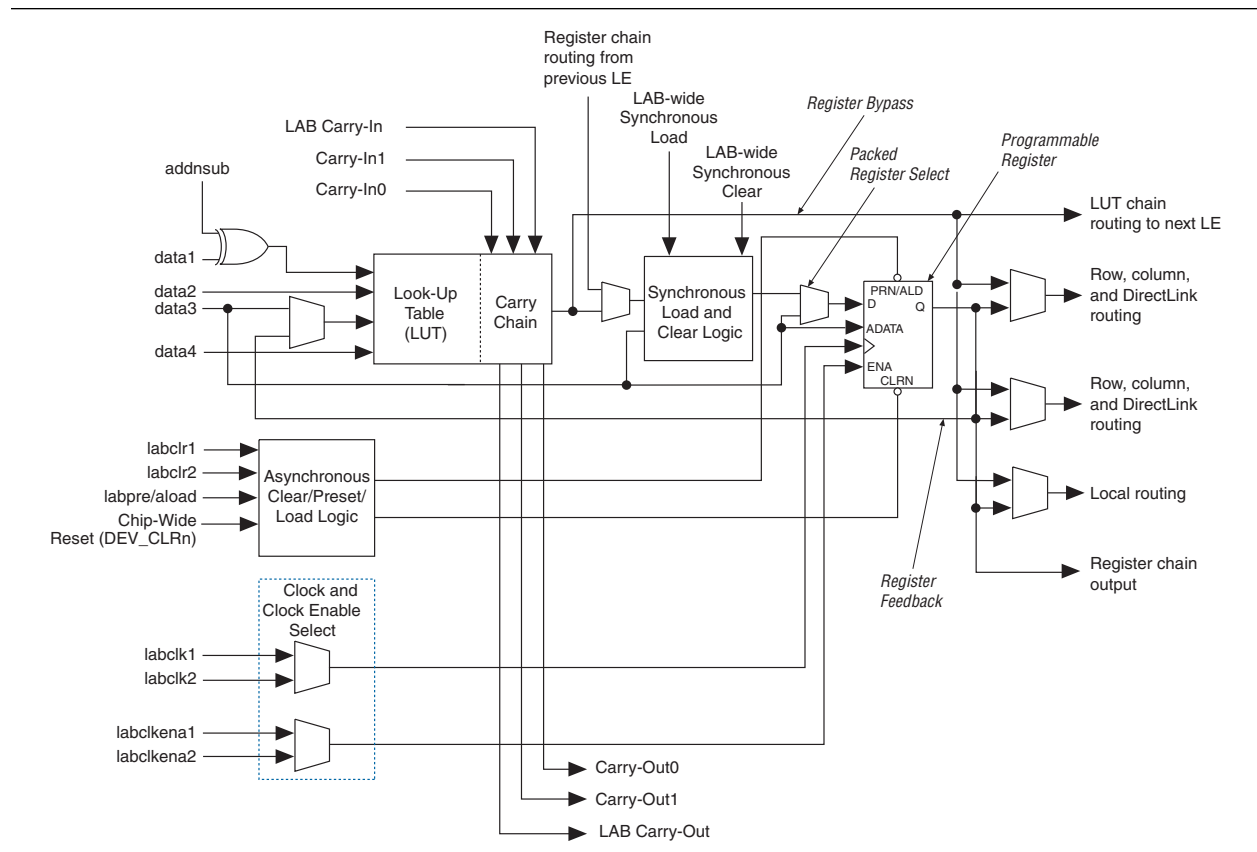 Register chain
routing from
previous LE
LAB-wide
Synchronous
Load
Register Bypass
LAB Carry-In
LAB-wide
Synchronous
Clear
Packed
Register Select
Programmable
Register
Carry-In1
addnsub
Carry-In0
LUT chain
routing to next LE
data1
data2
data3
data4
Look-Up
Table
(LUT)
Carry
Chain
Synchronous
Load and
Clear Logic
PRN/ALD
D
Q
ADATA
ENA
CLRN
Row, column,
and DirectLink
routing
Row, column,
and DirectLink
routing
labclr1
labclr2
labpre/aload
Chip-Wide
Reset (DEV_CLRn)
Asynchronous
Clear/Preset/
Load Logic
Local routing
Register
Feedback
Register chain
output
Clock and
Clock Enable
Select
labclk1
labclk2
labclkena1
labclkena2
Carry-Out0
Carry-Out1
LAB Carry-Out